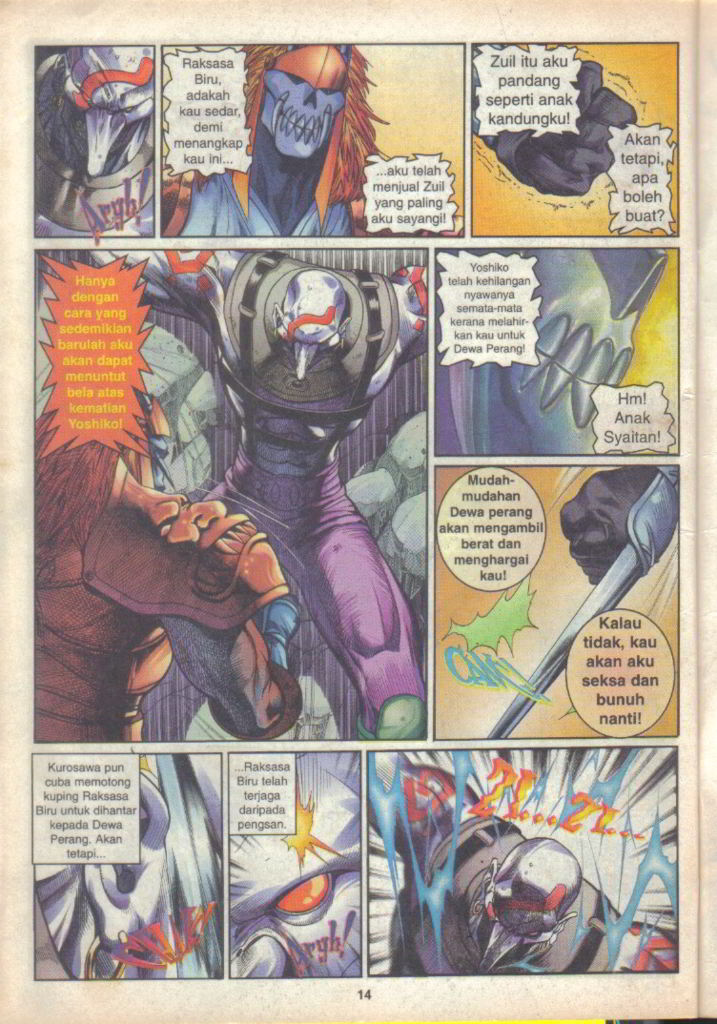 Argh!
Raksasa
Biru,
adakah
kau sedar,
demi
menangkap
kau ini...
...aku telah
menjual Zuil
yang paling
aku sayangi!
Zuil itu aku
pandang
seperti anak
kandungku!
Akan
tetapi,
apa
boleh
buat?
Hanya
dengan
cara yang
sedemikian
barulah aku
akan dapat
menuntut
bela atas
kematian
Yoshiko!
Yoshiko
telah kehilangan
nyawanya
semata-mata
kerana melahir-
kan kau untuk
Dewa Perang!
Hm!
Anak
Syaitan!
Mudah-
mudahan
Dewa perang
akan mengambil
berat dan
menghargai
kau!
Kalau
tidak, kau
akan aku
seksa dan
bunuh
nanti!
Kurosawa pun
cuba memotong
kuping Raksasa
Biru untuk dihantar
kepada Dewa
Perang. Akan
tetapi...
...Raksasa
Biru telah
terjaga
daripada
pengsan.
Argh!
14